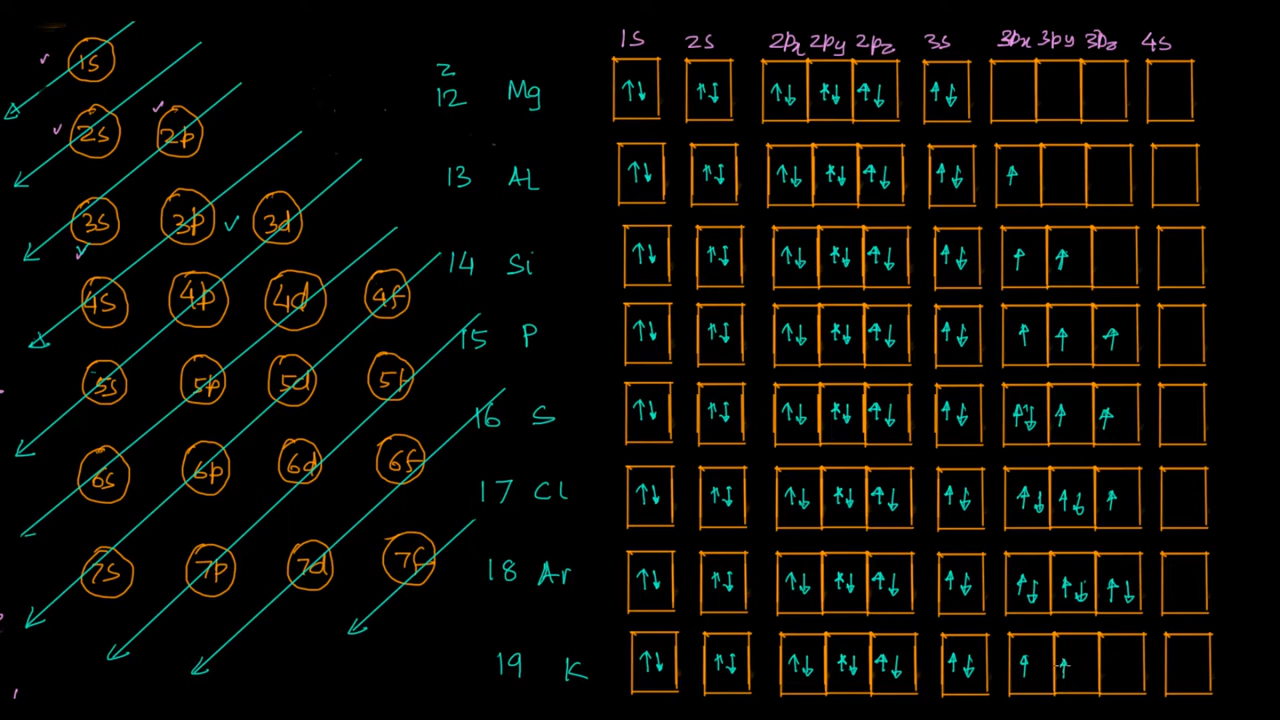 1s 2s 2px 2py 2pz 3s 3px 3py 3pz 4s
1s
2s 2p
3s 3p 3d
4s 4p 4d 4f
5s 5p 5d 5f
6s 6p 6d 6f
7s 7p 7d 7f
2
12 Mg ↑↓ ↑↓ ↑↓ ↑↓ ↑↓ ↑↓
13 AL ↑↓ ↑↓ ↑↓ ↑↓ ↑↓ ↑↓ ↑
14 Si ↑↓ ↑↓ ↑↓ ↑↓ ↑↓ ↑↓ ↑ ↑
15 P ↑↓ ↑↓ ↑↓ ↑↓ ↑↓ ↑↓ ↑ ↑ ↑
16 S ↑↓ ↑↓ ↑↓ ↑↓ ↑↓ ↑↓ ↑↓ ↑ ↑
17 Cl ↑↓ ↑↓ ↑↓ ↑↓ ↑↓ ↑↓ ↑↓ ↑↓ ↑
18 Ar ↑↓ ↑↓ ↑↓ ↑↓ ↑↓ ↑↓ ↑↓ ↑↓ ↑↓
19 K ↑↓ ↑↓ ↑↓ ↑↓ ↑↓ ↑↓ ↑ ↑